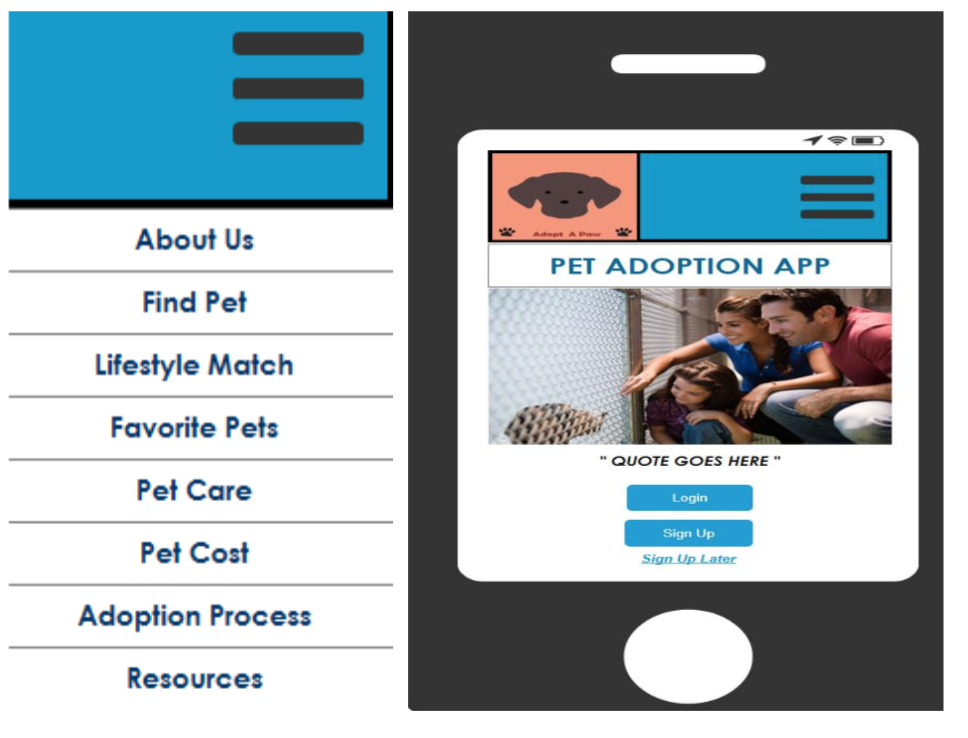 About Us
Find Pet
Lifestyle Match
Favorite Pets
Pet Care
Pet Cost
Adoption Process
Resources
Adopt A Paw
PET ADOPTION APP
" QUOTE GOES HERE "
Login
Sign Up
Sign Up Later